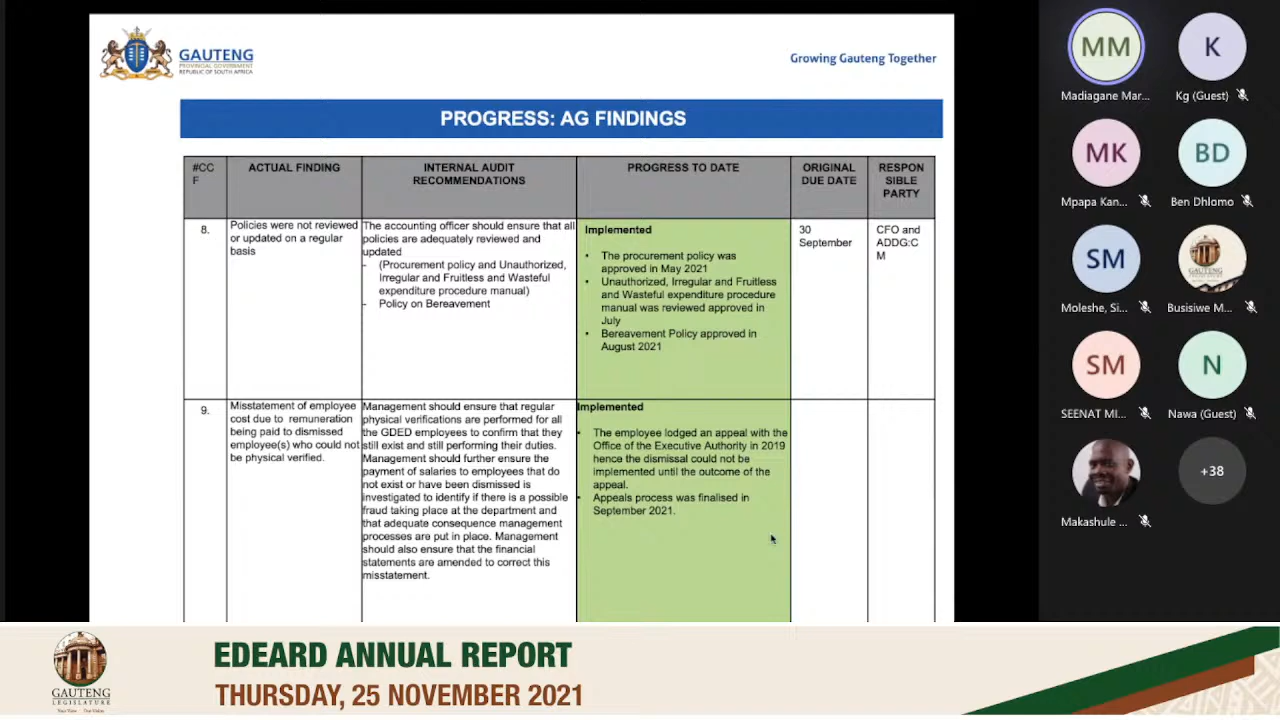 GAUTENG
PROVINCIAL GOVERNMENT
REPUBLIC OF SOUTH AFRICA
Growing Gauteng Together
PROGRESS: AG FINDINGS
#CC
F
ACTUAL FINDING
INTERNAL AUDIT
RECOMMENDATIONS
PROGRESS TO DATE
ORIGINAL
DUE DATE
RESPON
SIBLE
PARTY
8.
Policies were not reviewed
or updated on a regular
basis
The accounting officer should ensure that all
policies are adequately reviewed and
updated
- (Procurement policy and Unauthorized,
Irregular and Fruitless and Wasteful
expenditure procedure manual)
- Policy on Bereavement
Implemented
• The procurement policy was
approved in May 2021
• Unauthorized, Irregular and Fruitless
and Wasteful expenditure procedure
manual was reviewed approved in
July
• Bereavement Policy approved in
August 2021
30
September
CFO and
ADDG:C
M
9.
Misstatement of employee
cost due to remuneration
being paid to dismissed
employee(s) who could not
be physical verified.
Management should ensure that regular
physical verifications are performed for all
the GDED employees to confirm that they
still exist and still performing their duties.
Management should further ensure the
payment of salaries to employees that do
not exist or have been dismissed is
investigated to identify if there is a possible
fraud taking place at the department and
that adequate consequence management
processes are put in place. Management
should also ensure that the financial
statements are amended to correct this
misstatement.
Implemented
• The employee lodged an appeal with the
Office of the Executive Authority in 2019
hence the dismissal could not be
implemented until the outcome of the
appeal.
• Appeals process was finalised in
September 2021.
MM
Madiagane Mar...
K
Kg (Guest)
MK
Mpapa Kan...
BD
Ben Dhlomo
SM
Moleshe, Si...
GAUTENG
Busisiwe M...
SM
SEENAT MI...
N
Nawa (Guest)
Makashule ...
+38
GAUTENG
LEGISLATURE
Your View Our Vision
EDEARD ANNUAL REPORT
THURSDAY, 25 NOVEMBER 2021